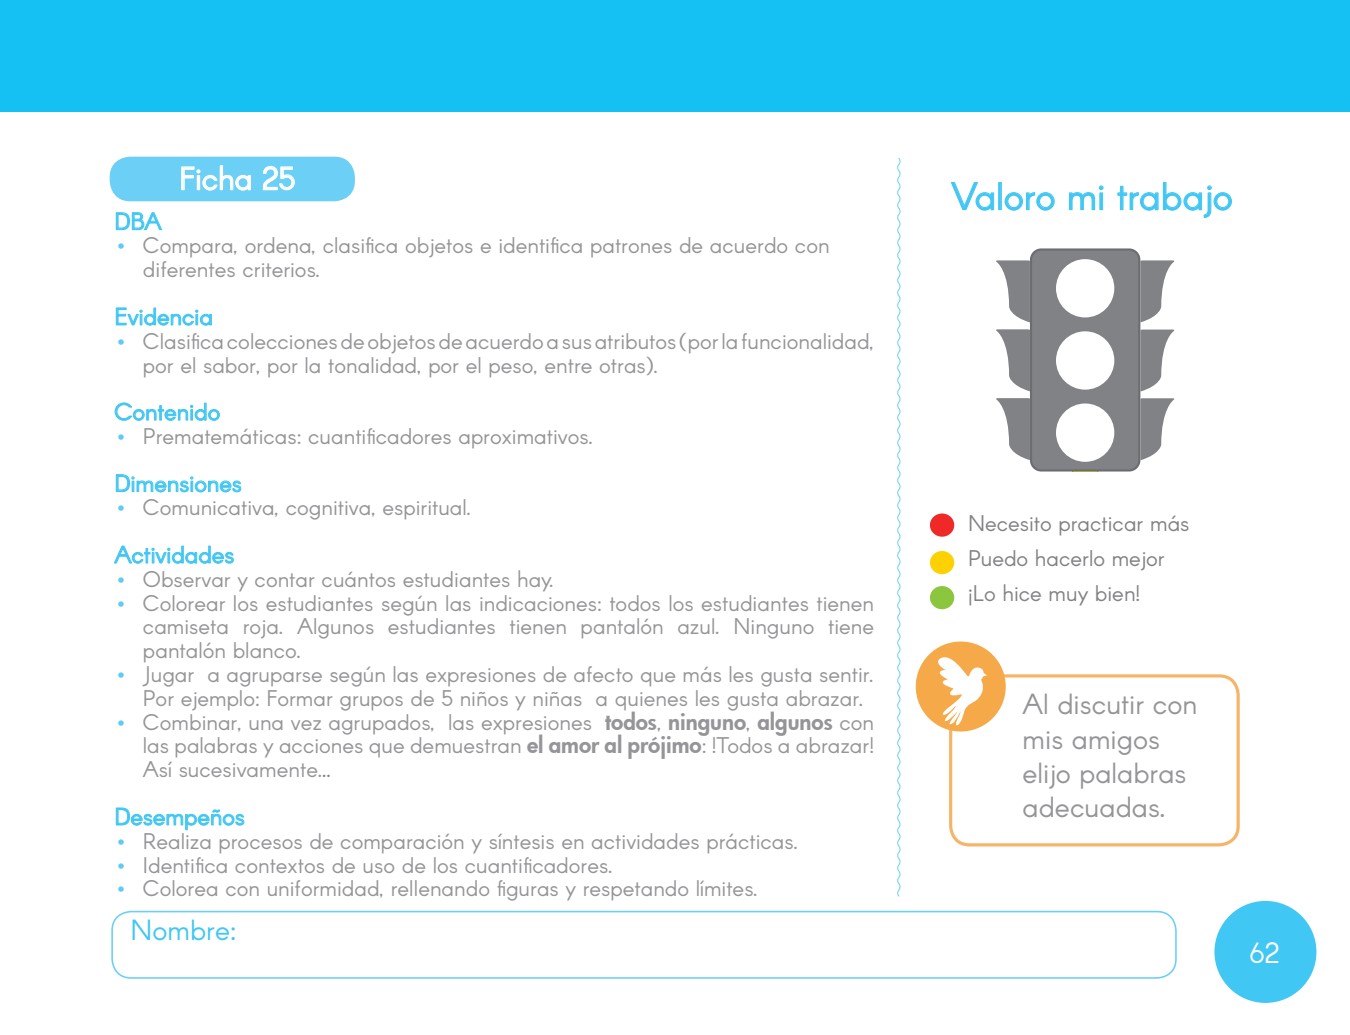 Ficha 25
DBA
• Compara, ordena, clasifica objetos e identifica patrones de acuerdo con
diferentes criterios.
Evidencia
• Clasifica colecciones de objetos de acuerdo a sus atributos (por la funcionalidad,
por el sabor, por la tonalidad, por el peso, entre otras).
Contenido
• Prematemáticas: cuantificadores aproximativos.
Dimensiones
• Comunicativa, cognitiva, espiritual.
Actividades
• Observar y contar cuántos estudiantes hay.
• Colorear los estudiantes según las indicaciones: todos los estudiantes tienen
camiseta roja. Algunos estudiantes tienen pantalón azul. Ninguno tiene
pantalón blanco.
• Jugar a agruparse según las expresiones de afecto que más les gusta sentir.
Por ejemplo: Formar grupos de 5 niños y niñas a quienes les gusta abrazar.
• Combinar, una vez agrupados, las expresiones todos, ninguno, algunos con
las palabras y acciones que demuestran el amor al prójimo: !Todos a abrazar!
Así sucesivamente...
Desempeños
• Realiza procesos de comparación y síntesis en actividades prácticas.
• Identifica contextos de uso de los cuantificadores.
• Colorea con uniformidad, rellenando figuras y respetando límites.
Valoro mi trabajo
Necesito practicar más
Puedo hacerlo mejor
¡Lo hice muy bien!
Al discutir con
mis amigos
elijo palabras
adecuadas.
Nombre:
62